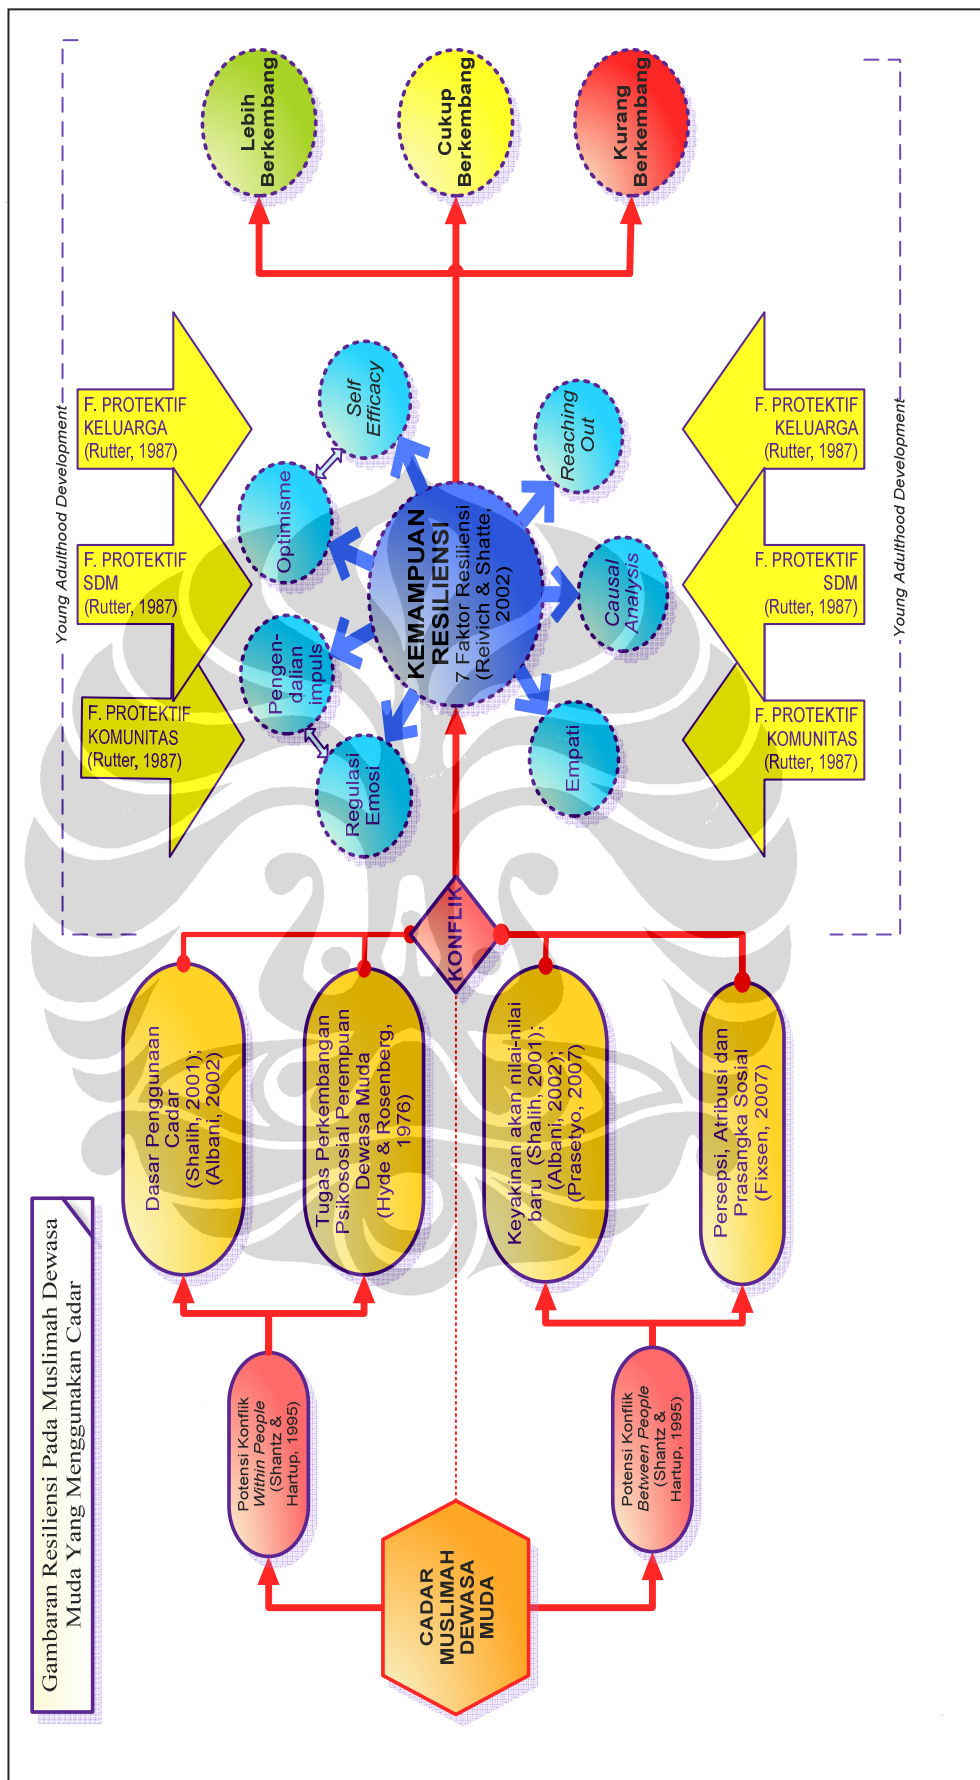 Gambaran Resiliensi Pada Muslimah Dewasa
Muda Yang Menggunakan Cadar
CADAR
MUSLIMAH
DEWASA
MUDA
Potensi Konflik
Within People
(Shantz &
Hartup, 1995)
Potensi Konflik
Between People
(Shantz &
Hartup, 1995)
Dasar Penggunaan
Cadar
(Shalih, 2001);
(Albani, 2002)
Tugas Perkembangan
Psikososial Perempuan
Dewasa Muda
(Hyde & Rosenberg,
1976)
Keyakinan akan nilai-nilai
baru (Shalih, 2001);
(Albani, 2002);
(Prasetyo, 2007)
Persepsi, Atribusi dan
Prasangka Sosial
(Fixsen, 2007)
KONFLIK
Young Adulthood Development
F. PROTEKTIF
KOMUNITAS
(Rutter, 1987)
F. PROTEKTIF
SDM
(Rutter, 1987)
F. PROTEKTIF
KELUARGA
(Rutter, 1987)
Regulasi
Emosi
Pengen-
dalian
impuls
Optimisme
Self
Efficacy
KEMAMPUAN
RESILIENSI
7 Faktor Resiliensi
(Reivich & Shatte,
2002)
Empati
Causal
Analysis
Reaching
Out
F. PROTEKTIF
KOMUNITAS
(Rutter, 1987)
F. PROTEKTIF
SDM
(Rutter, 1987)
F. PROTEKTIF
KELUARGA
(Rutter, 1987)
Young Adulthood Development
Lebih
Berkembang
Cukup
Berkembang
Kurang
Berkembang